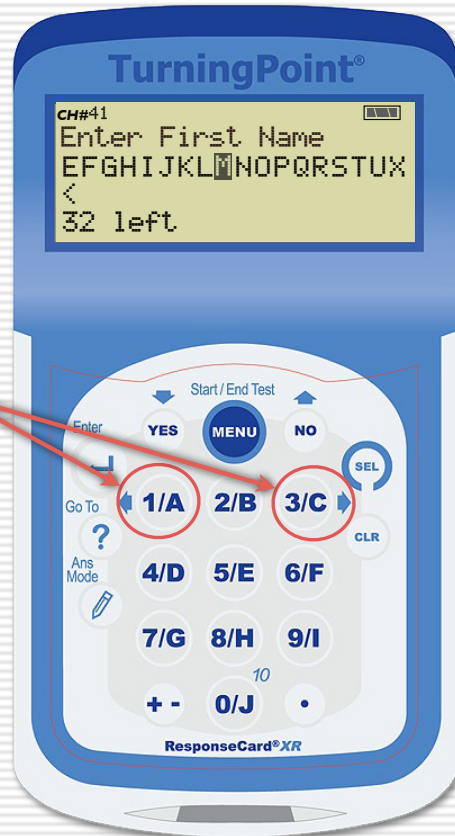 TurningPoint®
CH#41
Enter First Name
EFGHIJKLMNOPQRSTUX
<
32 left
Start / End Test
Enter
YES
MENU
NO
SEL
Go To
1/A
2/B
3/C
?
CLR
Ans
Mode
4/D
5/E
6/F
7/G
8/H
9/I
10
+ -
0/J
•
ResponseCard®XR